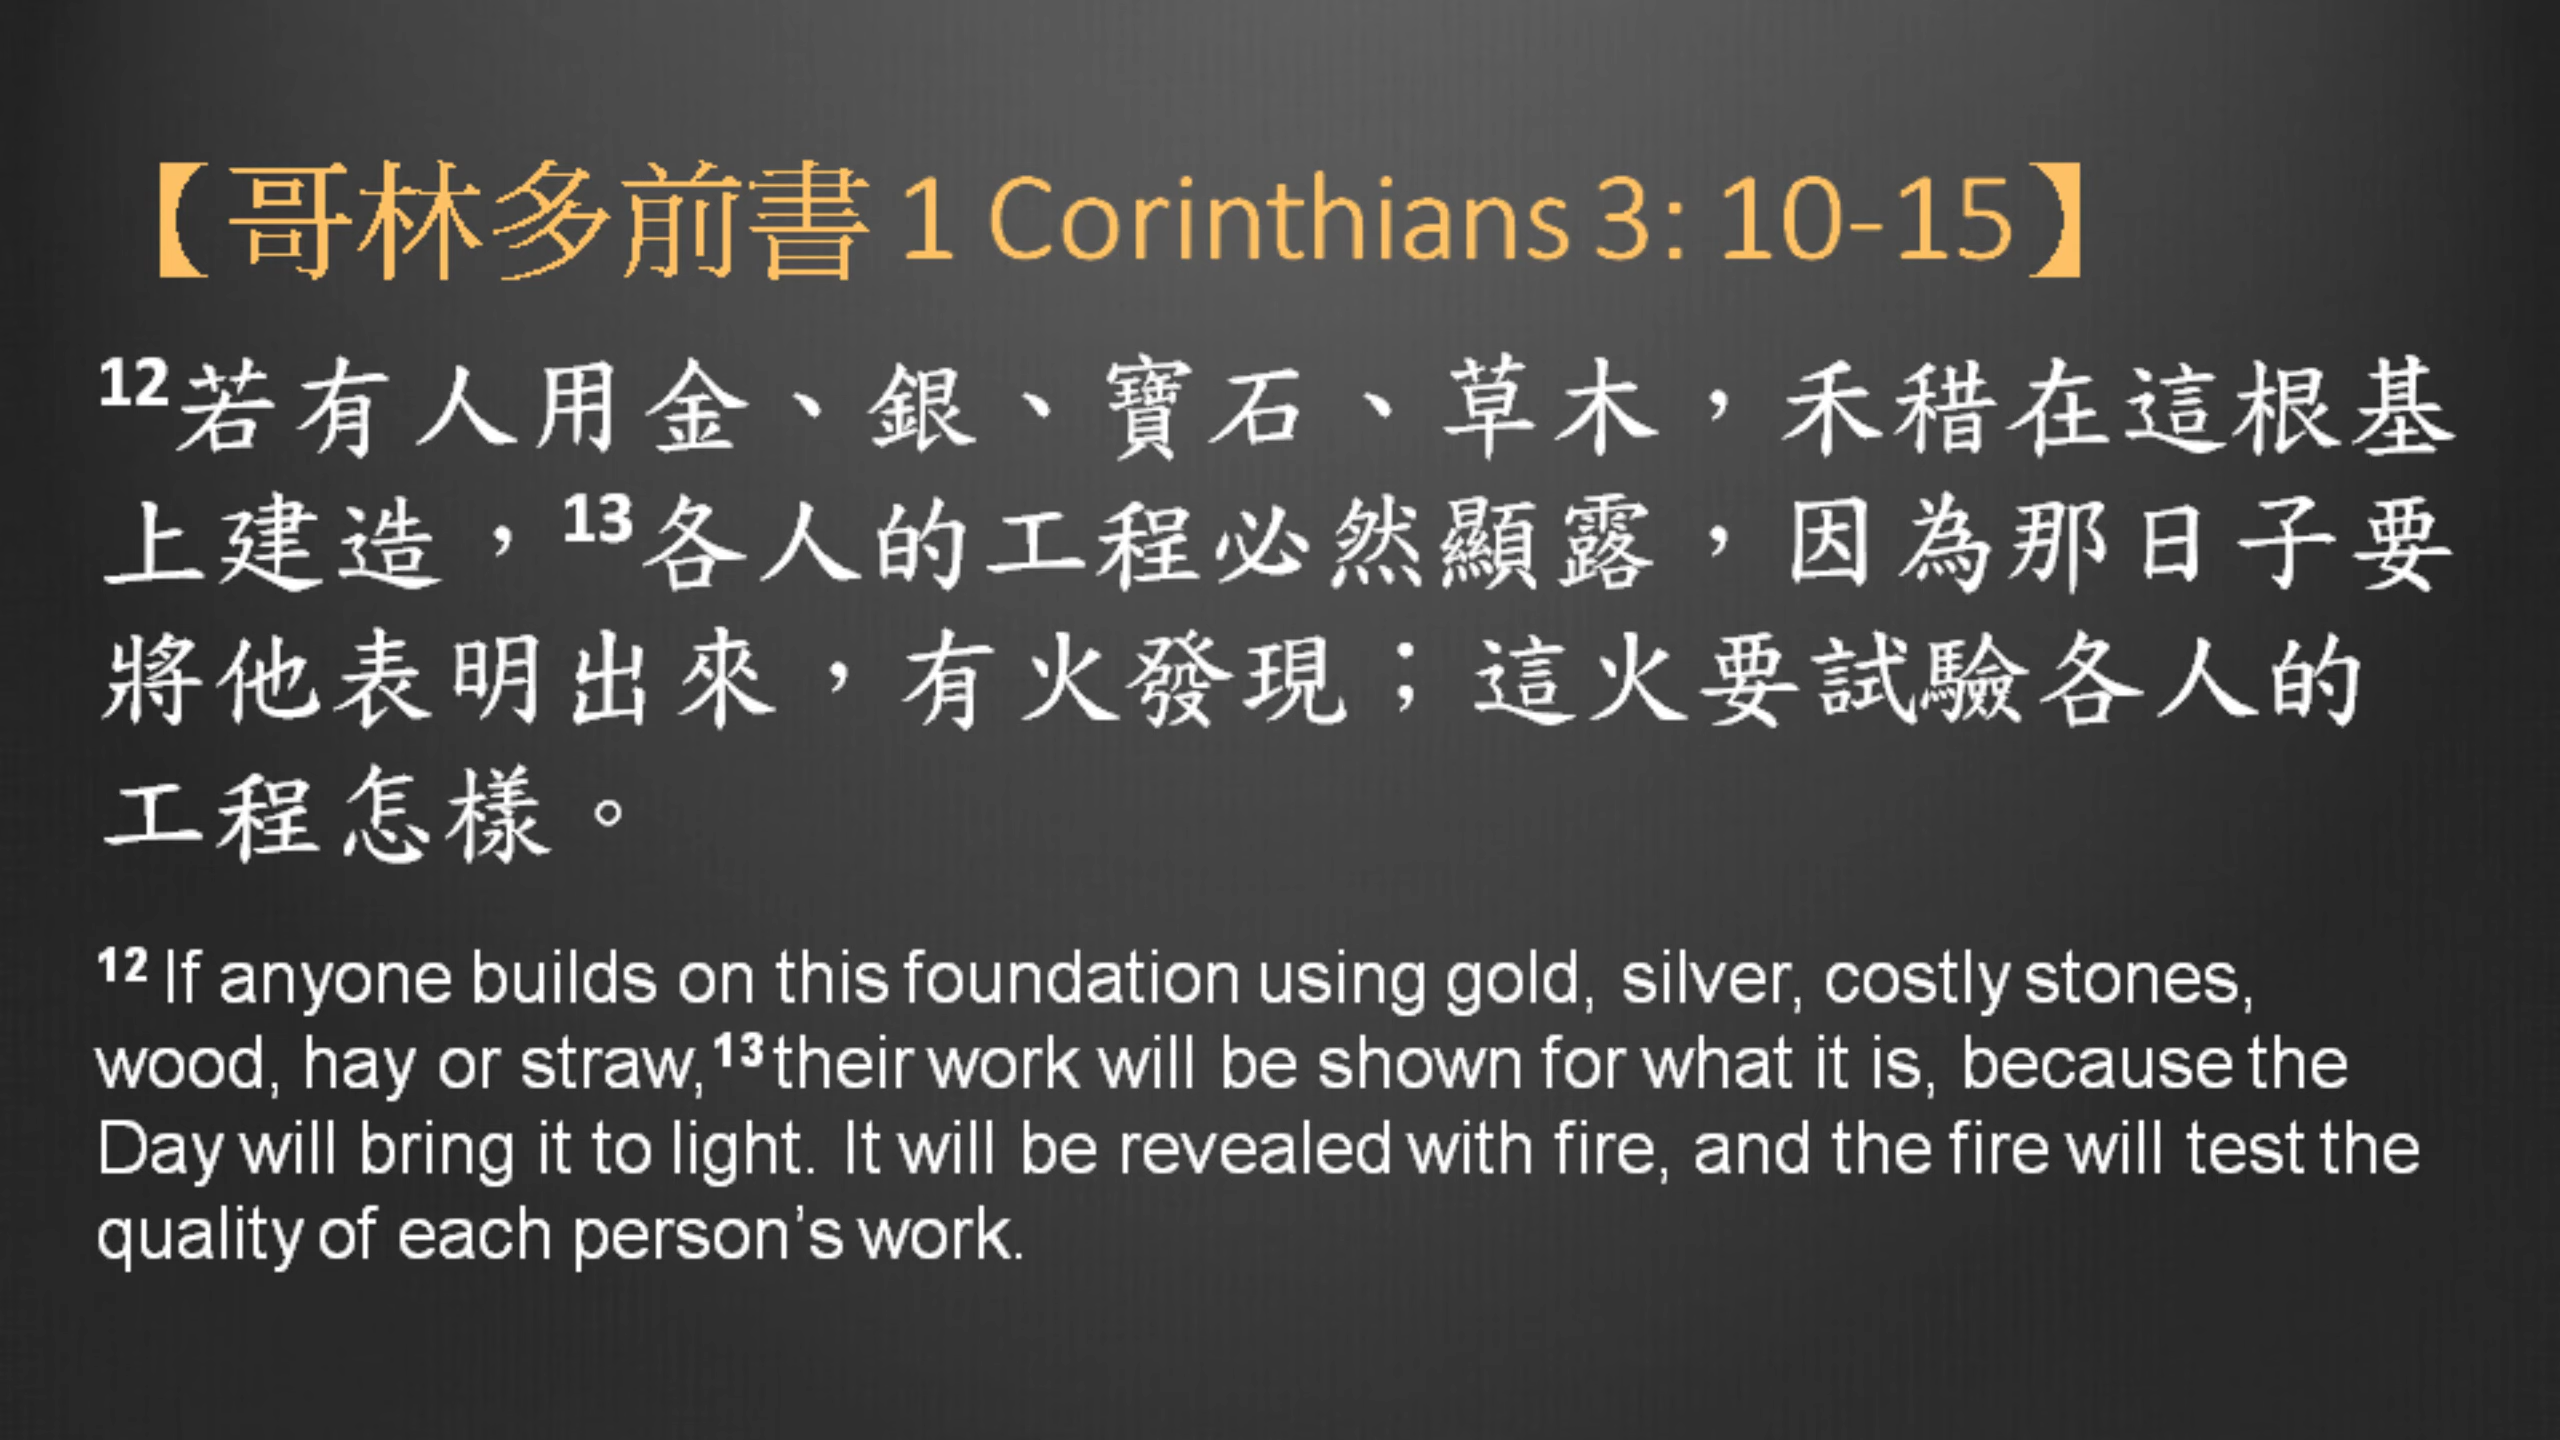 【哥林多前書 1 Corinthians 3: 10-15】
12若有人用金、銀、寶石、草木，禾稭在這根基
上建造，13各人的工程必然顯露，因為那日子要
將他表明出來，有火發現；這火要試驗各人的
工程怎樣。
12 If anyone builds on this foundation using gold, silver, costly stones,
wood, hay or straw,13 their work will be shown for what it is, because the
Day will bring it to light. It will be revealed with fire, and the fire will test the
quality of each person’s work.